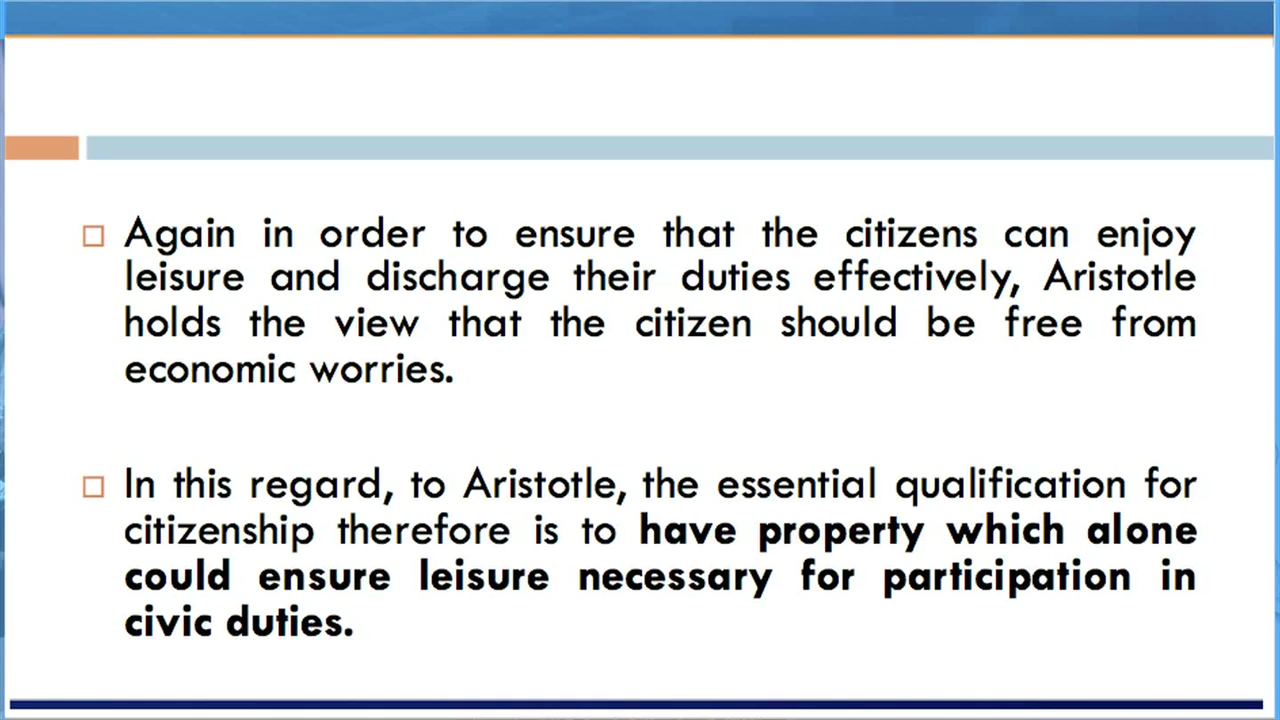 Again in order to ensure that the citizens can enjoy
leisure and discharge their duties effectively, Aristotle
holds the view that the citizen should be free from
economic worries.
In this regard, to Aristotle, the essential qualification for
citizenship therefore is to have property which alone
could ensure leisure necessary for participation in
civic duties.